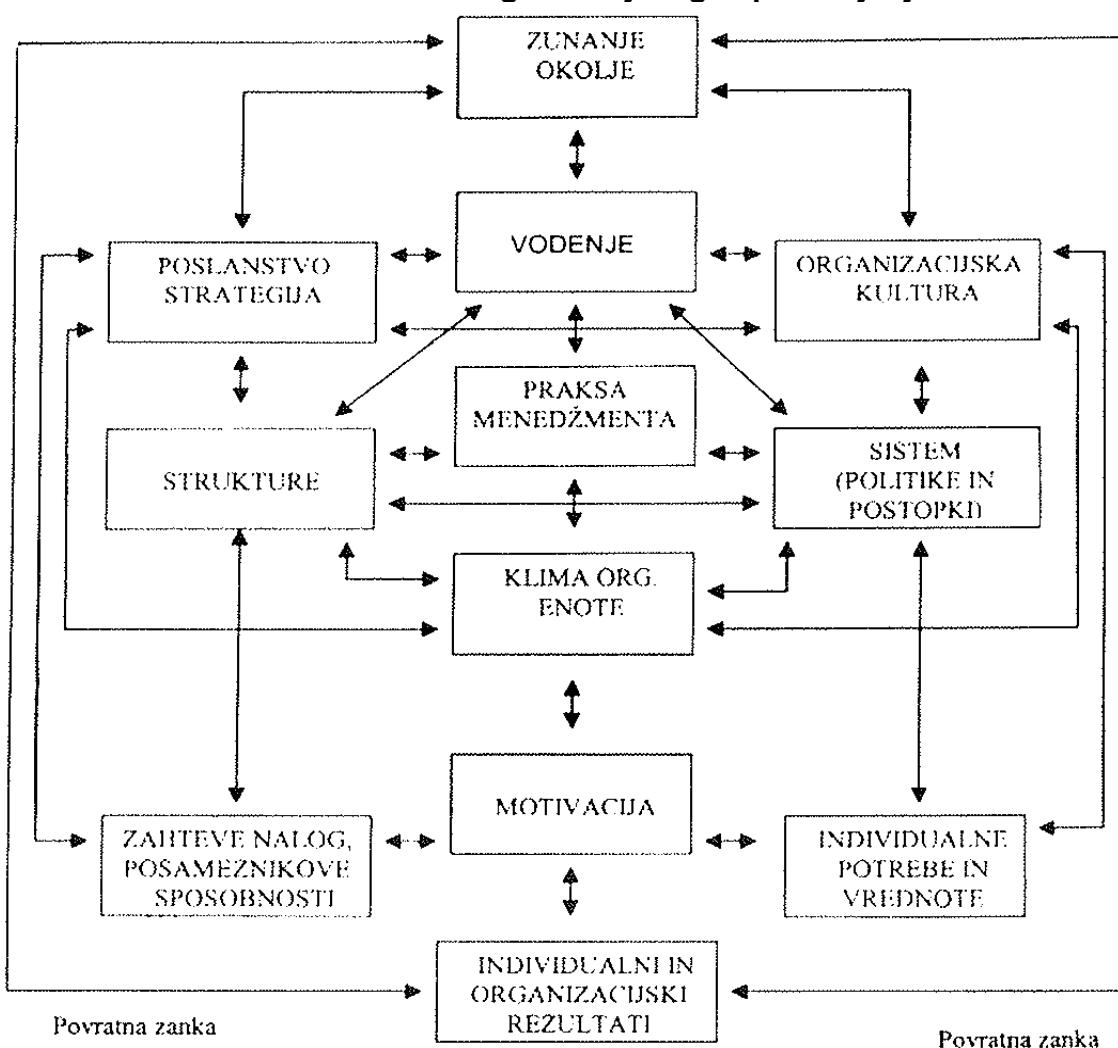 ZUNANJE
OKOLJE
VODENJE
POSLANSTVO
STRATEGIJA
ORGANIZACIJSKA
KULTURA
PRAKSA
MENEDŽMENTA
STRUKTURE
SISTEM
(POLITIKE IN
POSTOPKI)
KLIMA ORG.
ENOTE
MOTIVACIJA
ZAHTEVE NALOG,
POSAMEZNIKOVE
SPOSOBNOSTI
INDIVIDUALNE
POTREBE IN
VREDNOTE
INDIVIDUALNI IN
ORGANIZACIJSKI
REZULTATI
Povratna zanka
Povratna zanka